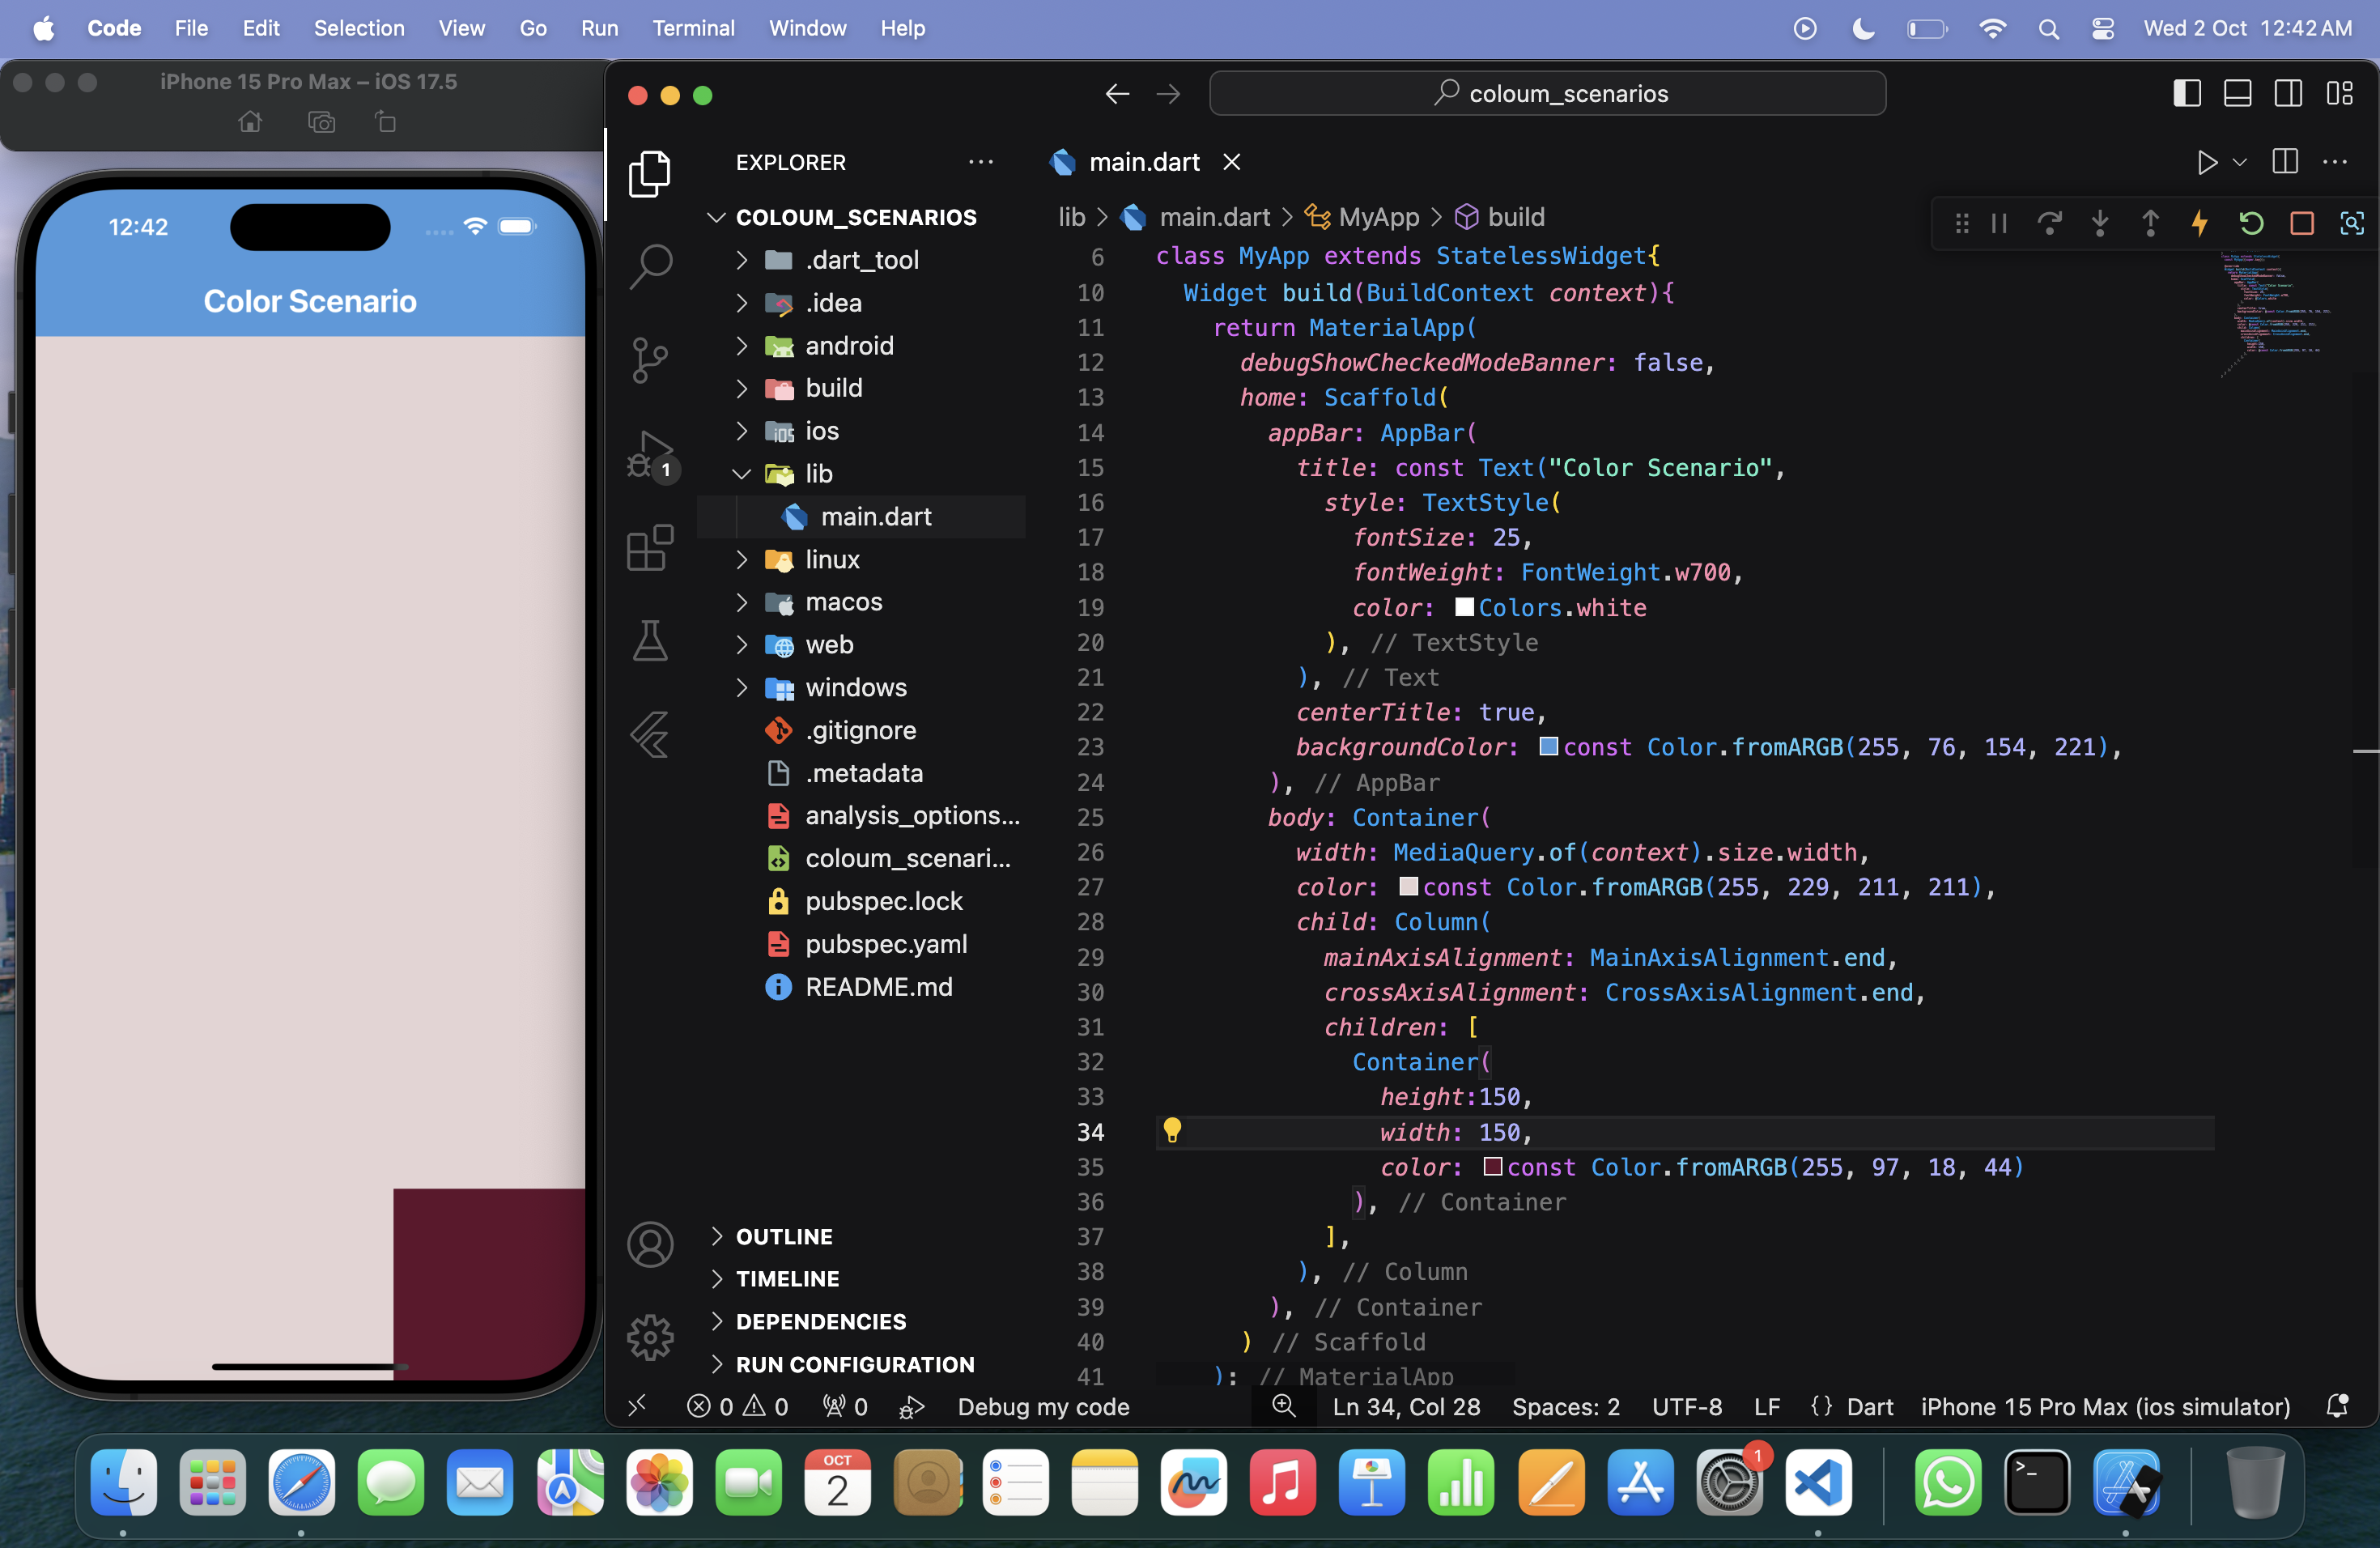 Code File Edit Selection View Go Run Terminal Window Help Wed 2 Oct 12:42 AM
iPhone 15 Pro Max – iOS 17.5
12:42
Color Scenario
coloum_scenarios
EXPLORER
COLOUM_SCENARIOS
.dart_tool
.idea
android
build
ios
lib
main.dart
linux
macos
web
windows
.gitignore
.metadata
analysis_options...
coloum_scenari...
pubspec.lock
pubspec.yaml
README.md
OUTLINE
TIMELINE
DEPENDENCIES
RUN CONFIGURATION
1
main.dart
lib > main.dart > MyApp > build
6 class MyApp extends StatelessWidget{
10 Widget build(BuildContext context){
11 return MaterialApp(
12 debugShowCheckedModeBanner: false,
13 home: Scaffold(
14 appBar: AppBar(
15 title: const Text("Color Scenario",
16 style: TextStyle(
17 fontSize: 25,
18 fontWeight: FontWeight.w700,
19 color: Colors.white
20 ), // TextStyle
21 ), // Text
22 centerTitle: true,
23 backgroundColor: const Color.fromARGB(255, 76, 154, 221),
24 ), // AppBar
25 body: Container(
26 width: MediaQuery.of(context).size.width,
27 color: const Color.fromARGB(255, 229, 211, 211),
28 child: Column(
29 mainAxisAlignment: MainAxisAlignment.end,
30 crossAxisAlignment: CrossAxisAlignment.end,
31 children: [
32 Container(
33 height:150,
34 width: 150,
35 color: const Color.fromARGB(255, 97, 18, 44)
36 ), // Container
37 ],
38 ), // Column
39 ), // Container
40 ) // Scaffold
41 ); // MaterialApp
0 0 0 Debug my code Ln 34, Col 28 Spaces: 2 UTF-8 LF {} Dart iPhone 15 Pro Max (ios simulator)
OCT
2
1
>_